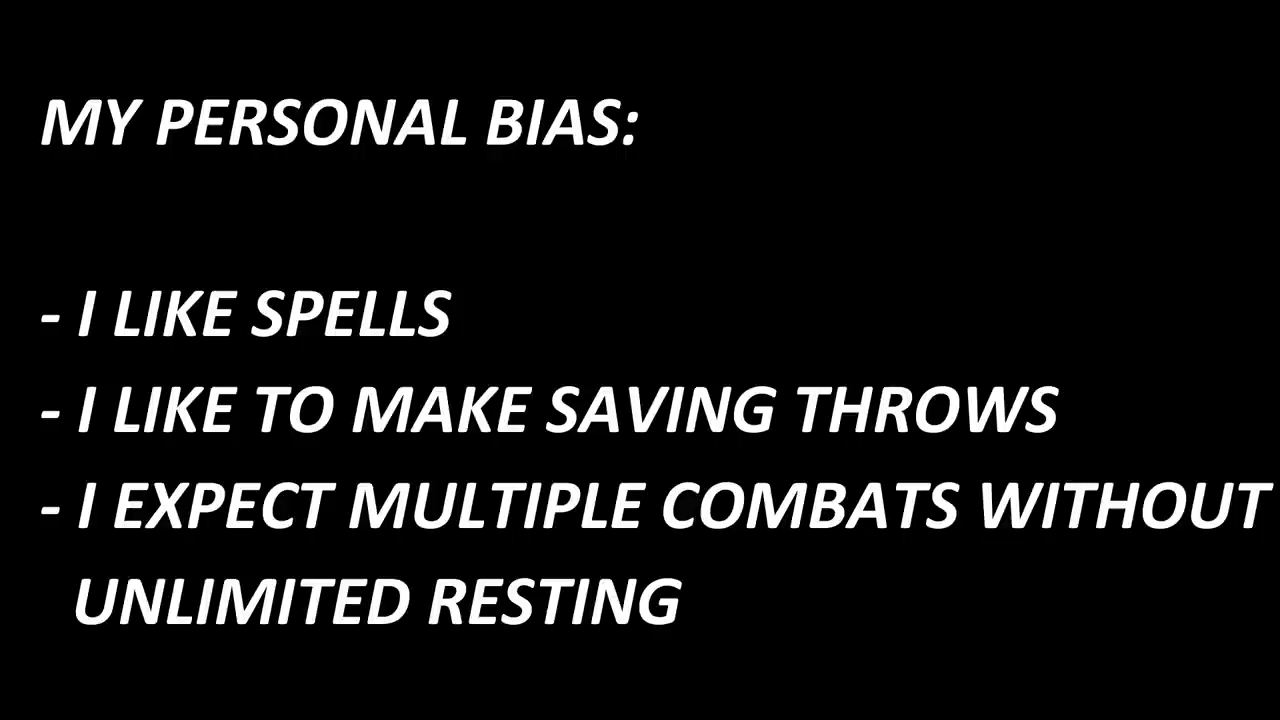 MY PERSONAL BIAS:
- I LIKE SPELLS
- I LIKE TO MAKE SAVING THROWS
- I EXPECT MULTIPLE COMBATS WITHOUT
UNLIMITED RESTING